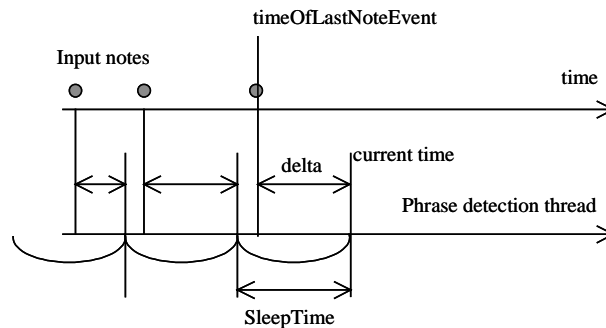 timeOfLastNoteEvent
Input notes
time
current time
delta
Phrase detection thread
SleepTime